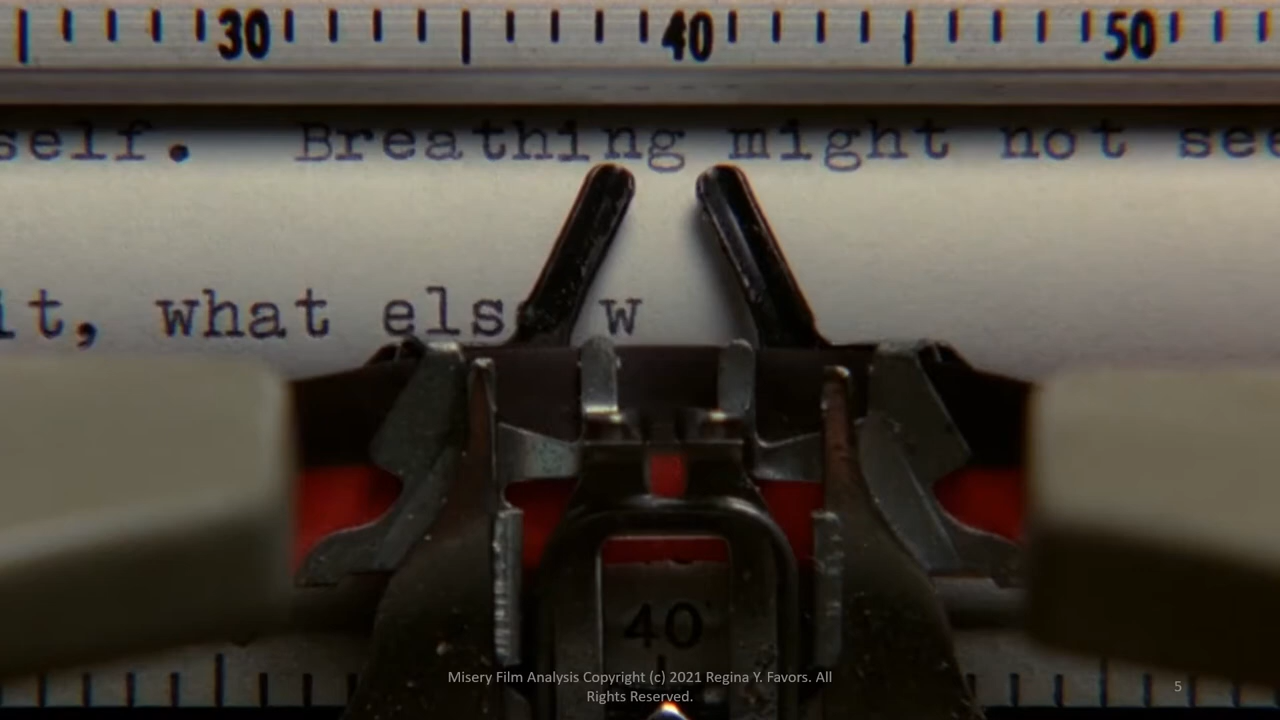 30 40 50
self. Breathing might not see
it, what else w
40
Misery Film Analysis Copyright (c) 2021 Regina Y. Favors. All
Rights Reserved.
5